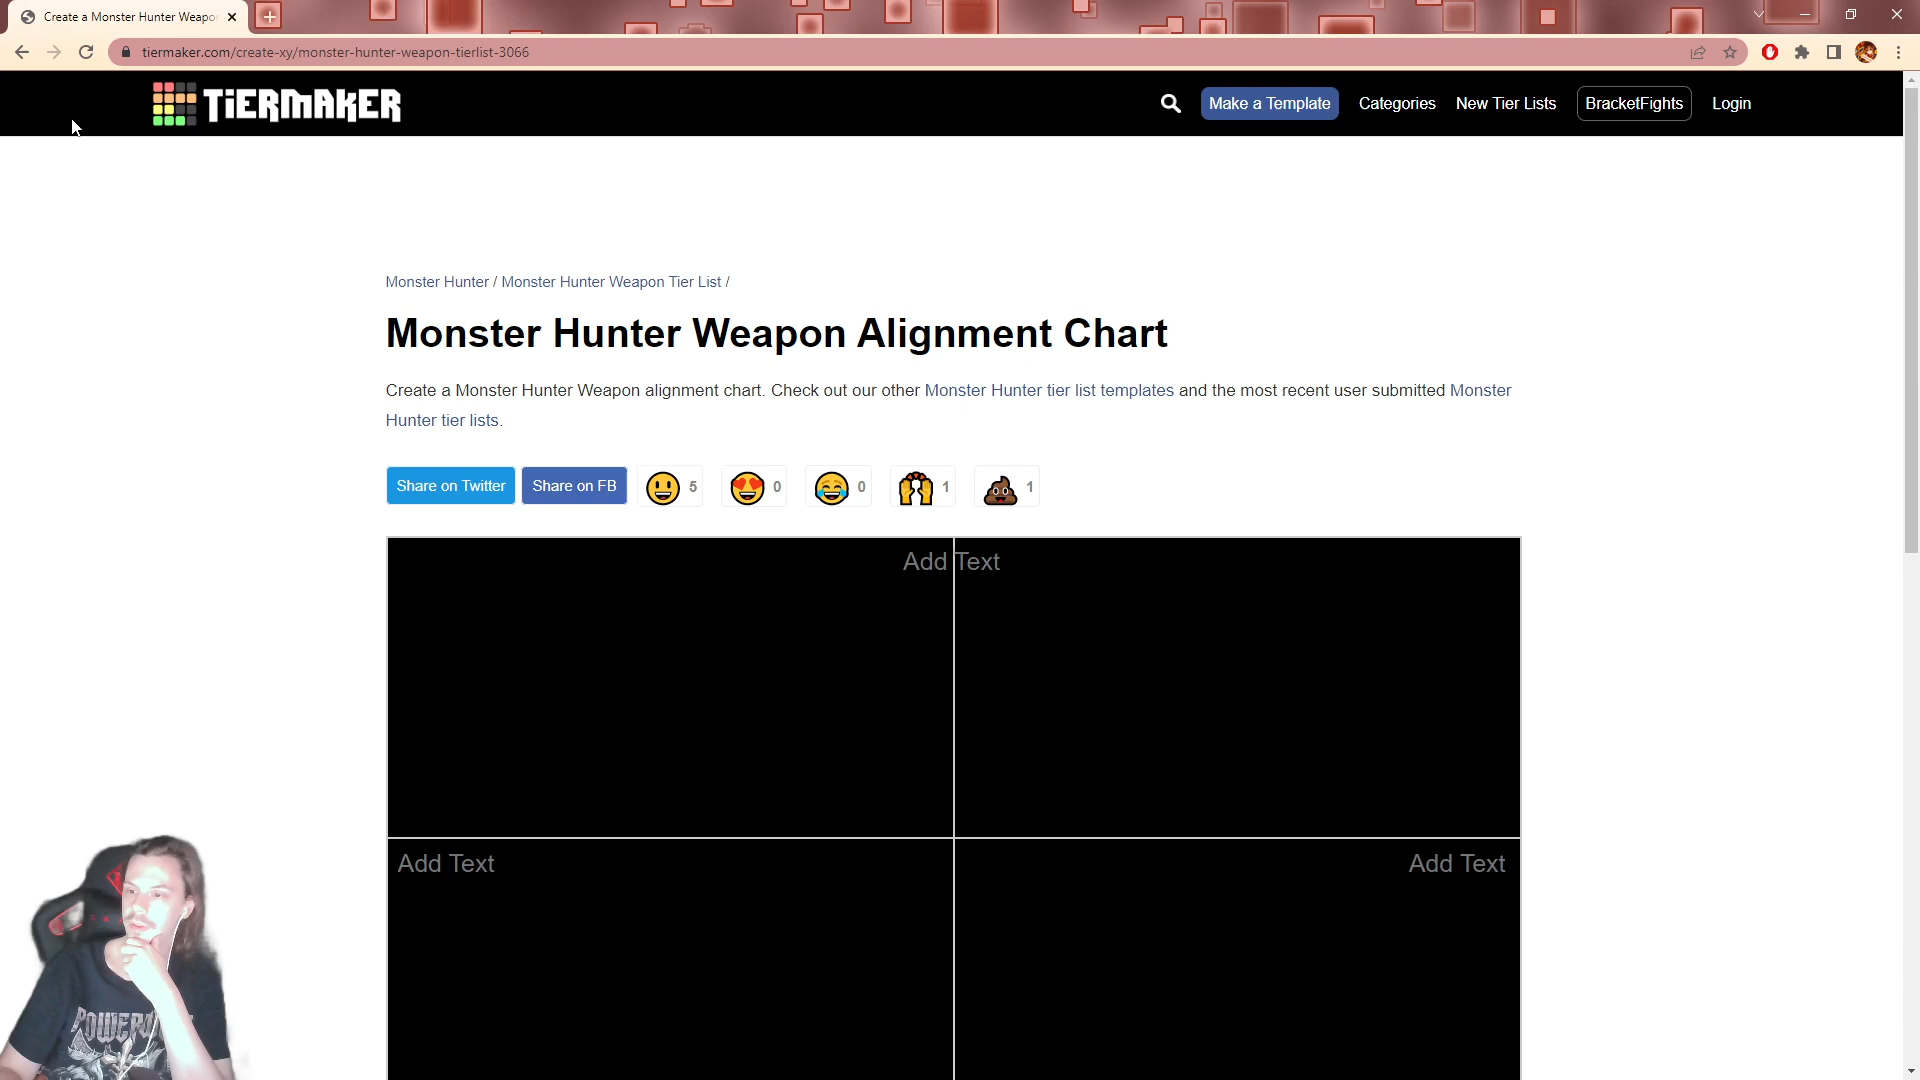 Create a Monster Hunter Weapo
tiermaker.com/create-xy/monster-hunter-weapon-tierlist-3066
TiERMAKER
Make a Template
Categories
New Tier Lists
BracketFights
Login
Monster Hunter / Monster Hunter Weapon Tier List /
Monster Hunter Weapon Alignment Chart
Create a Monster Hunter Weapon alignment chart. Check out our other Monster Hunter tier list templates and the most recent user submitted Monster
Hunter tier lists.
Share on Twitter
Share on FB
5
0
0
1
1
Add Text
Add Text
Add Text